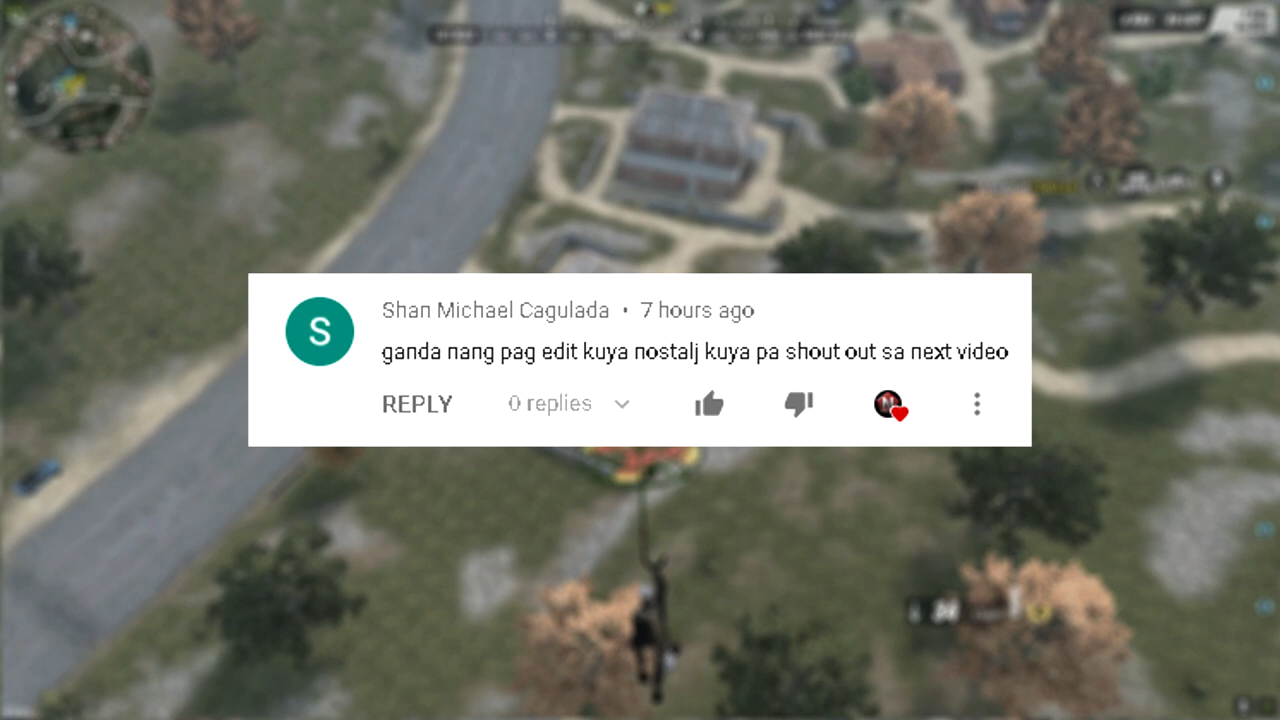 Shan Michael Cagulada • 7 hours ago
S
ganda nang pag edit kuya nostalj kuya pa shout out sa next video
REPLY 0 replies